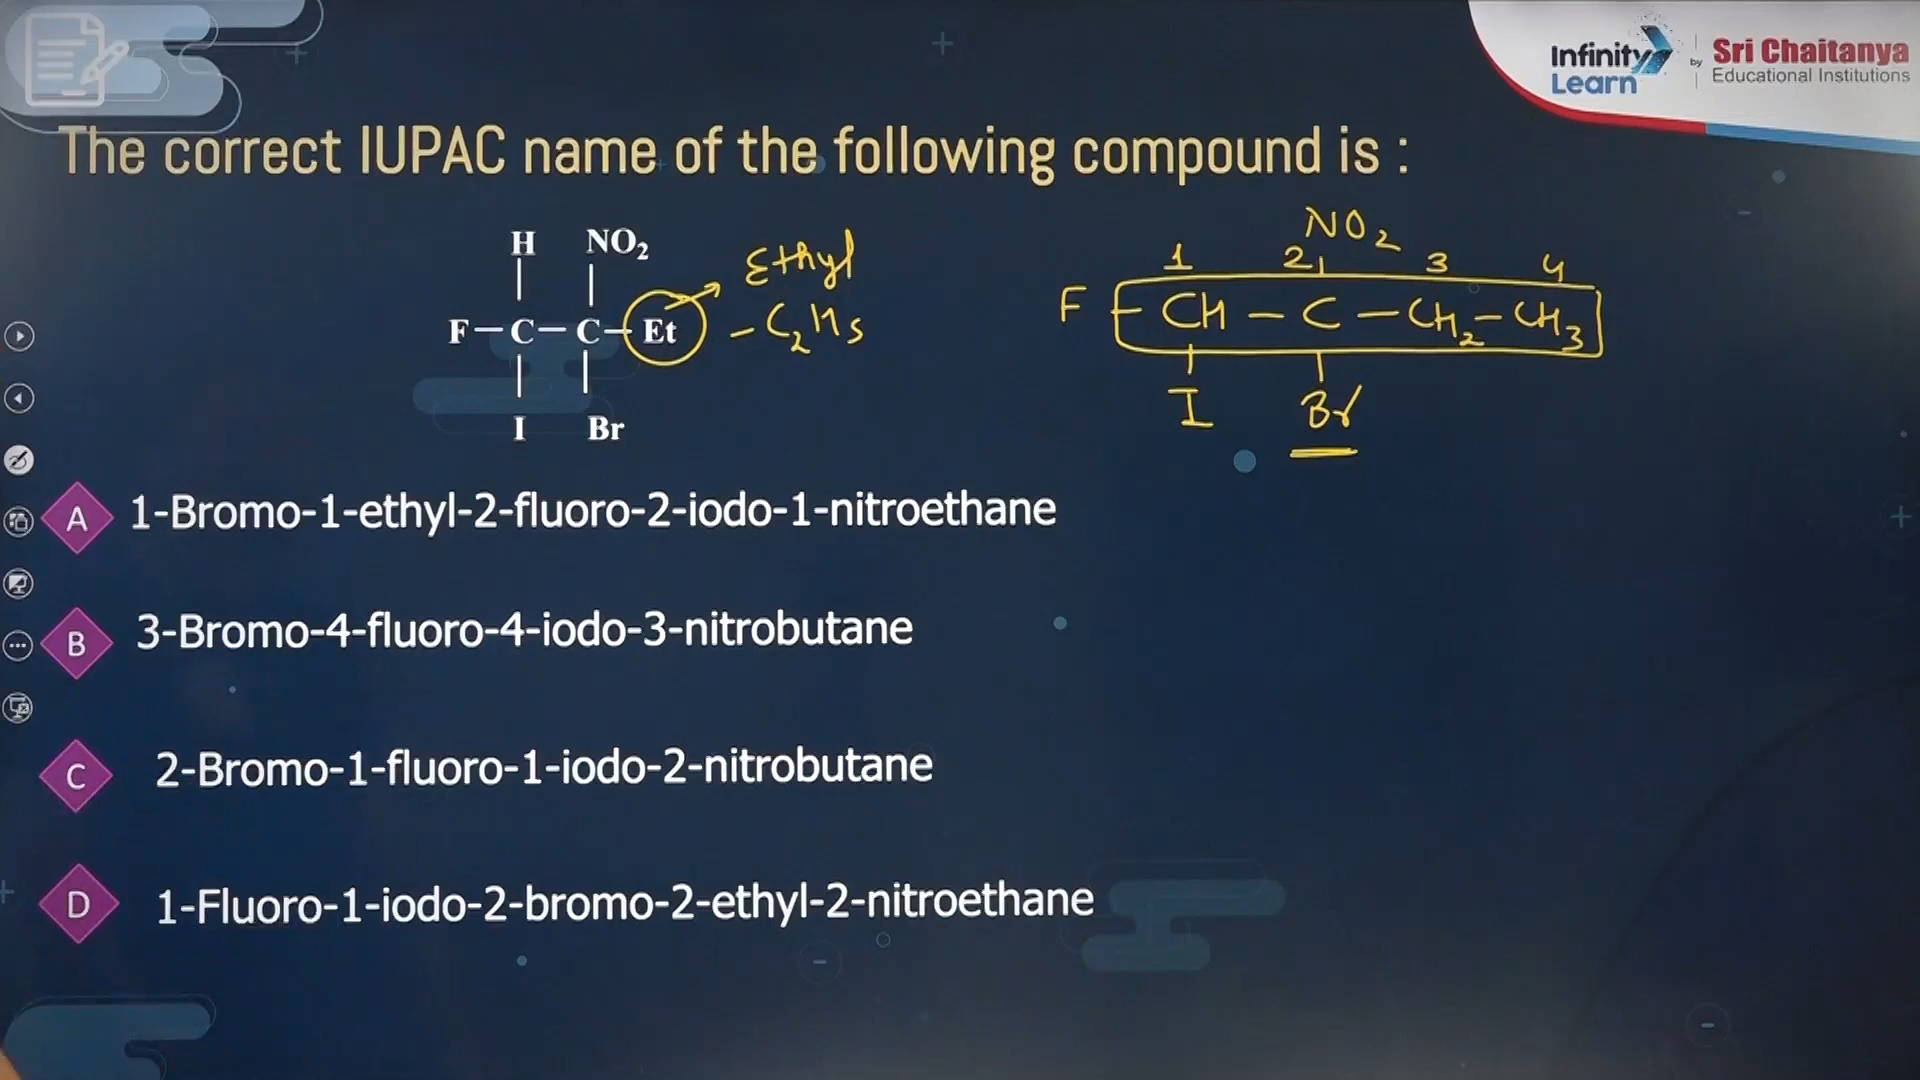 Infinity Learn by Sri Chaitanya Educational Institutions
The correct IUPAC name of the following compound is :
H NO2
F — C — C — Et
I Br
Ethyl
- C2H5
NO2
1 2 3 4
F - CH - C - CH2 - CH3
I Br
A 1-Bromo-1-ethyl-2-fluoro-2-iodo-1-nitroethane
B 3-Bromo-4-fluoro-4-iodo-3-nitrobutane
C 2-Bromo-1-fluoro-1-iodo-2-nitrobutane
D 1-Fluoro-1-iodo-2-bromo-2-ethyl-2-nitroethane